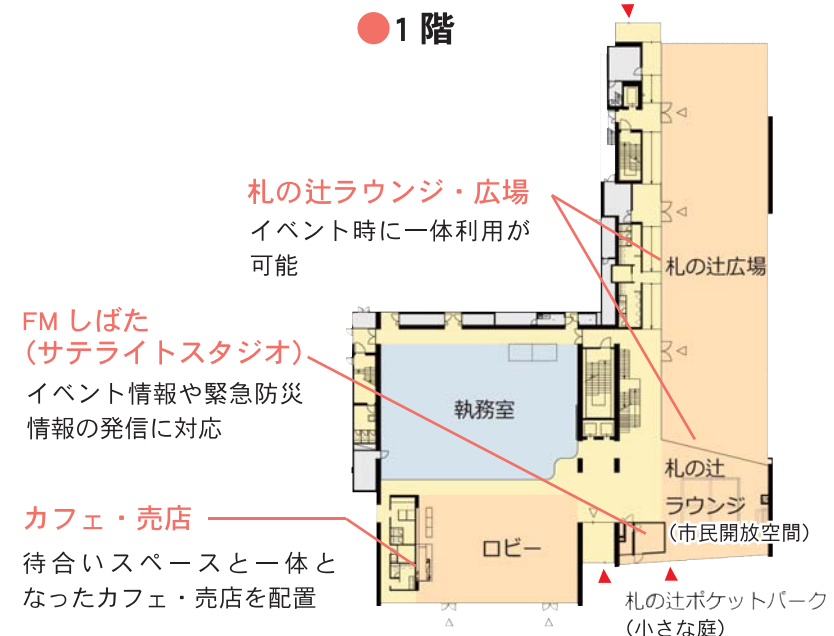 ●1 階
札の辻ラウンジ・広場
イベント時に一体利用が
可能
札の辻広場
FM しばた
（サテライトスタジオ）
イベント情報や緊急防災
情報の発信に対応
執務室
札の辻
ラウンジ
（市民開放空間）
カフェ・売店
待合いスペースと一体と
なったカフェ・売店を配置
ロビー
札の辻ポケットパーク
（小さな庭）